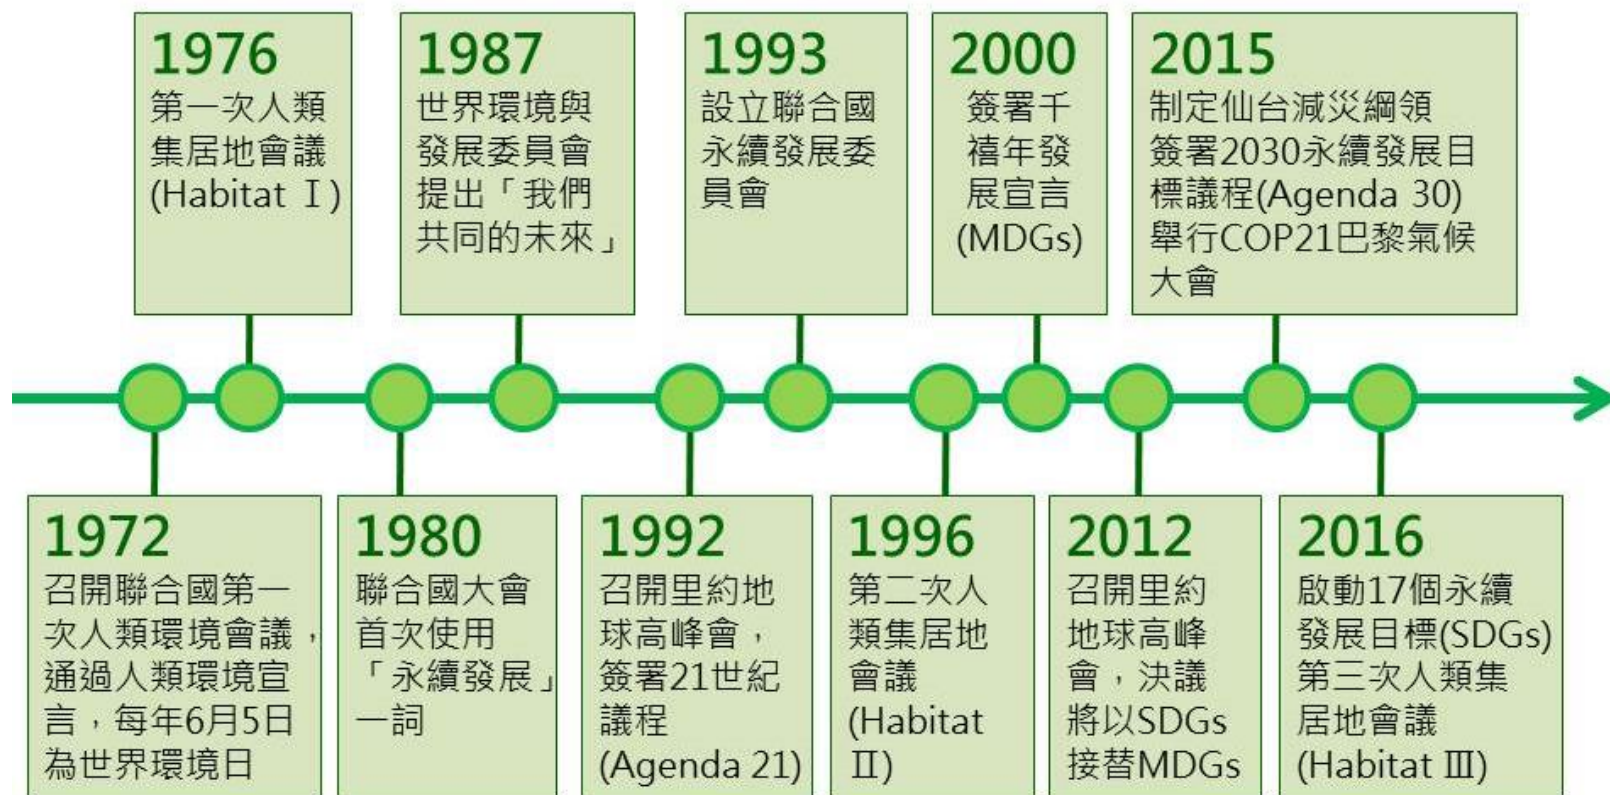 1976
第一次人類
集居地會議
(Habitat Ⅰ)
1987
世界環境與
發展委員會
提出「我們
共同的未來」
1993
設立聯合國
永續發展委
員會
2000
簽署千
禧年發
展宣言
(MDGs)
2015
制定仙台減災綱領
簽署2030永續發展目
標議程(Agenda 30)
舉行COP21巴黎氣候
大會
1972
召開聯合國第一
次人類環境會議，
通過人類環境宣
言，每年6月5日
為世界環境日
1980
聯合國大會
首次使用
「永續發展」
一詞
1992
召開里約地
球高峰會，
簽署21世紀
議程
(Agenda 21)
1996
第二次人
類集居地
會議
(Habitat
Ⅱ)
2012
召開里約
地球高峰
會，決議
將以SDGs
接替MDGs
2016
啟動17個永續
發展目標(SDGs)
第三次人類集
居地會議
(Habitat Ⅲ)